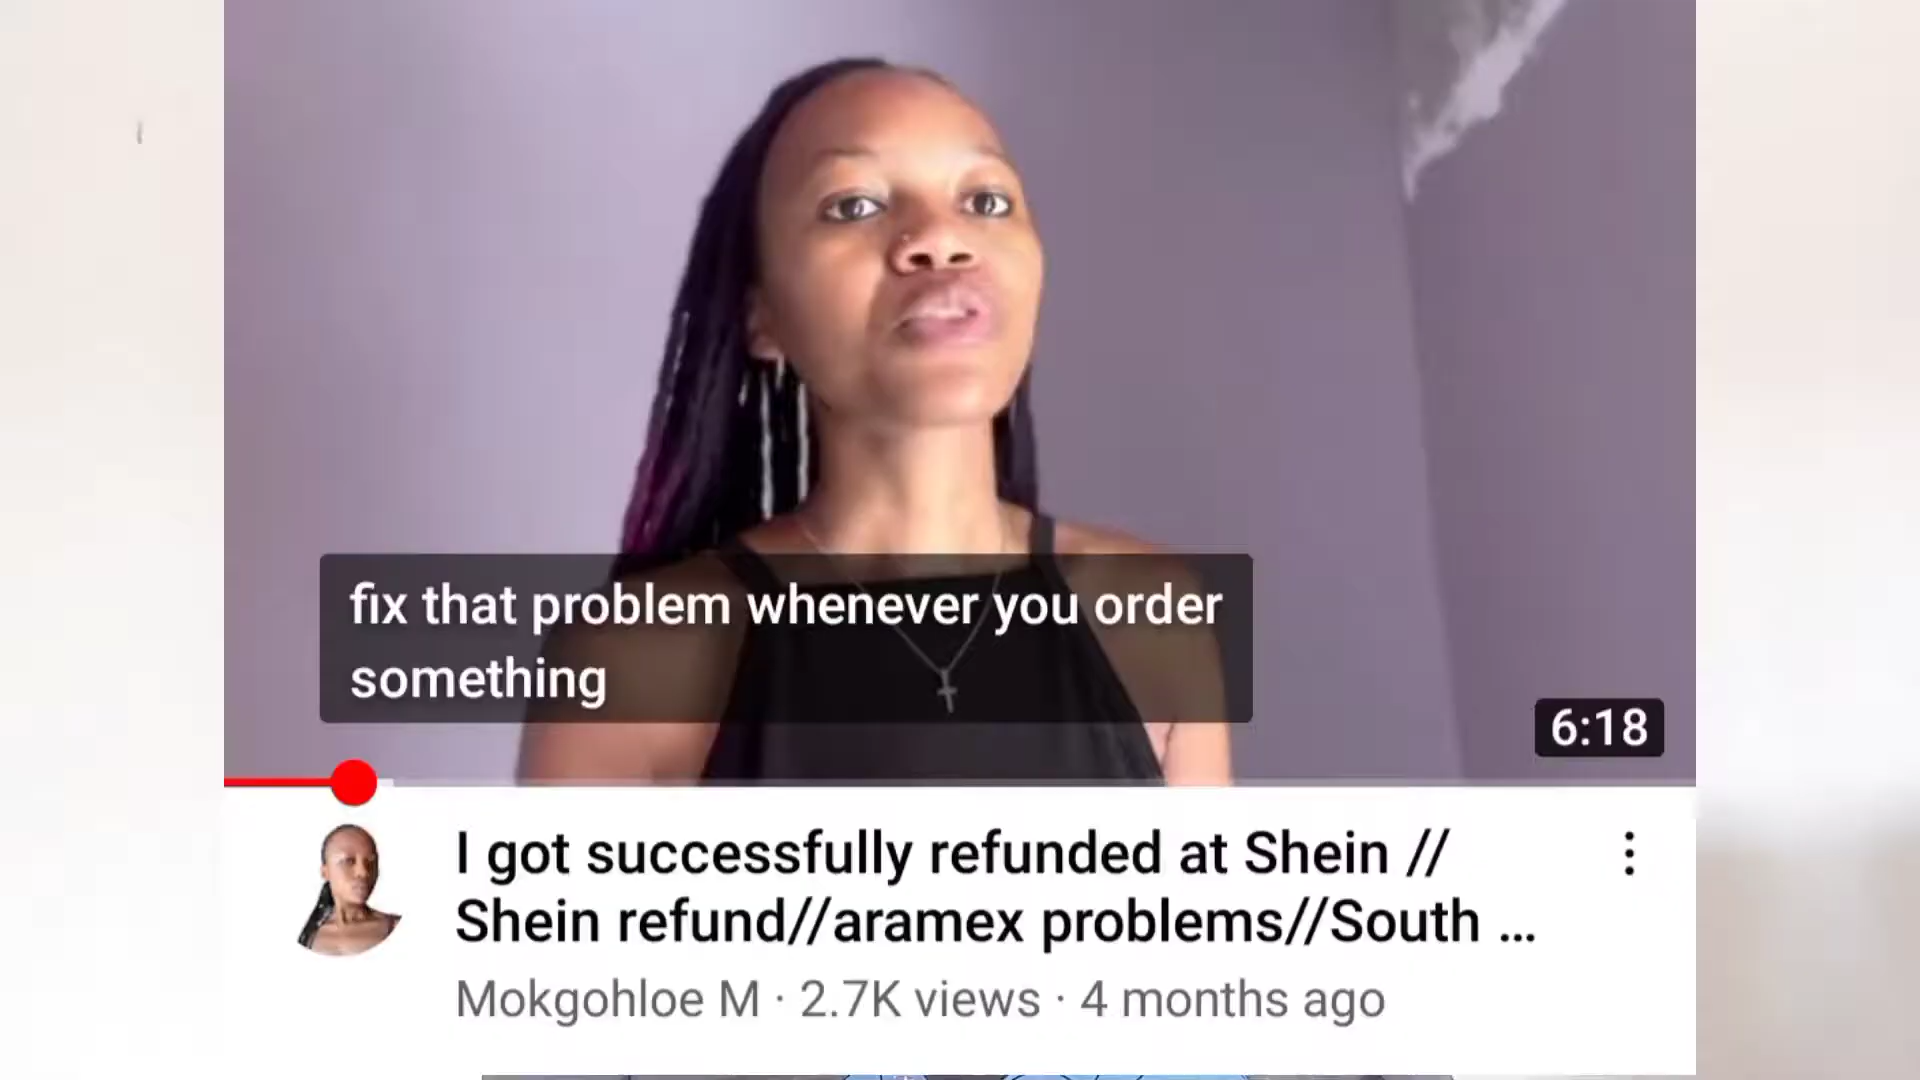 fix that problem whenever you order
something
6:18
I got successfully refunded at Shein //
Shein refund//aramex problems//South ...
Mokgohloe M · 2.7K views · 4 months ago